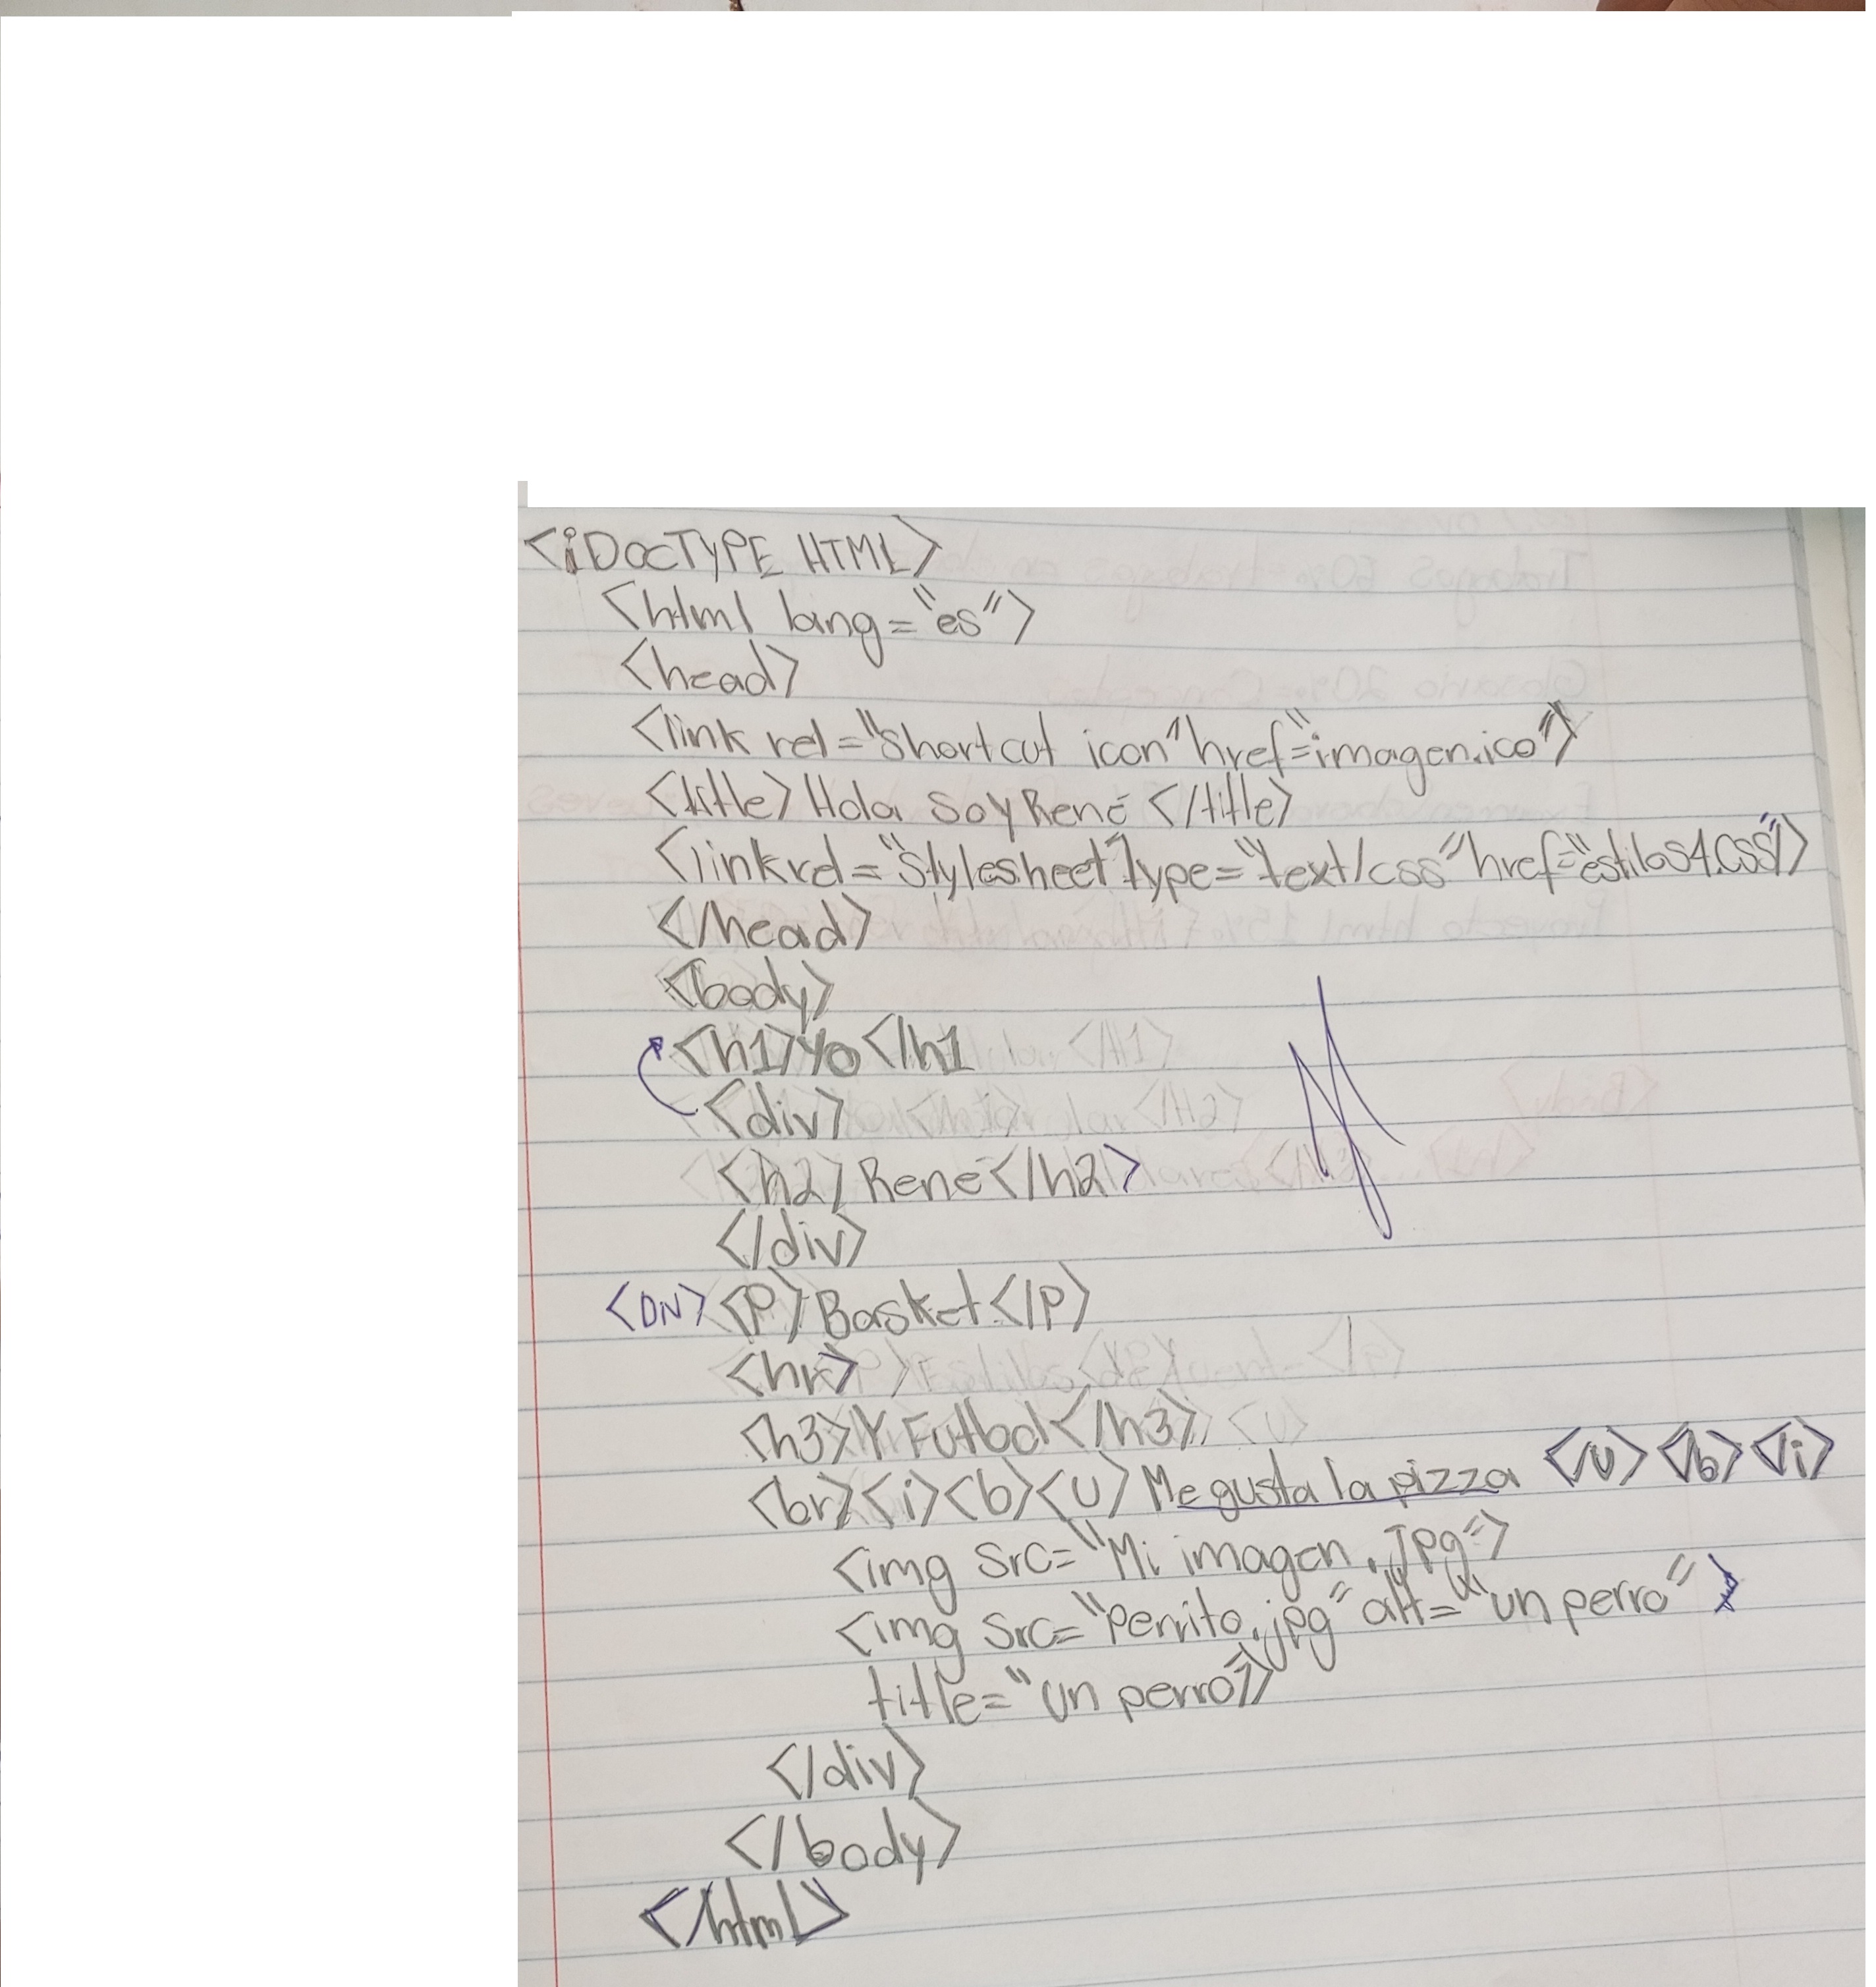 <¡DOCTYPE HTML>
<html lang="es">
<head>
<link rel="Shortcut icon" href="imagen.ico">
<title> Hola soy René </title>
<link rel="Stylesheet" Type="text/css" href="estilos4.css">
</head>
<body>
<h1>Yo</h1
<div>
<h2>René</h2>
</div>
<DIV> <P>Basket.</P>
<hr>
<h3>Y Futbol</h3>
<br><i><b><u>Me gusta la pizza </u></b></i>
<img src="Mi imagen.jpg">
<img src="Perrito.jpg" alt="un perro"
title="un perro">
</div>
</body>
</html>